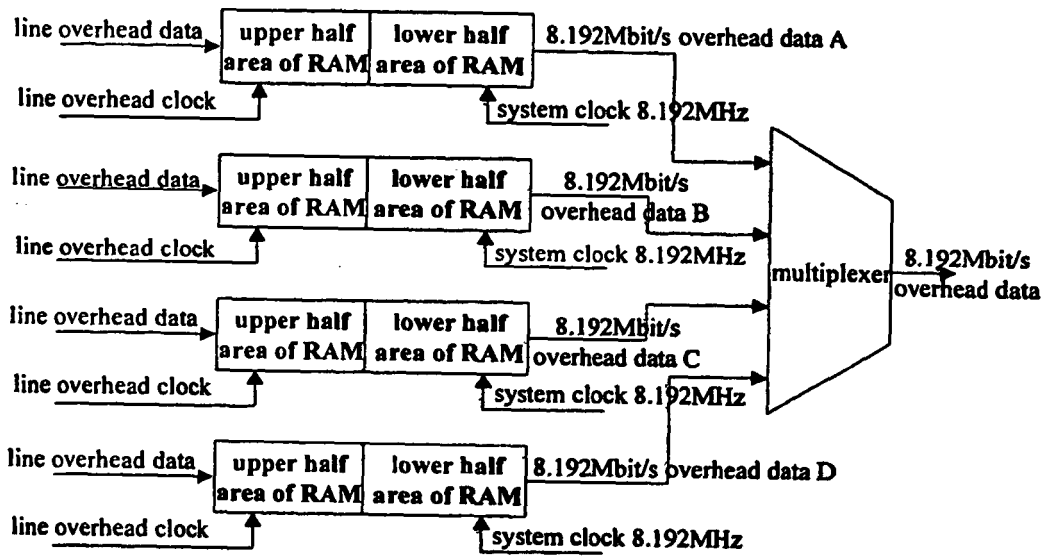 line overhead data
upper half
area of RAM
lower half
area of RAM
8.192Mbit/s overhead data A
line overhead clock
system clock 8.192MHz
line overhead data
upper half
area of RAM
lower half
area of RAM
8.192Mbit/s
overhead data B
line overhead clock
system clock 8.192MHz
multiplexer
8.192Mbit/s
overhead data
line overhead data
upper half
area of RAM
lower half
area of RAM
8.192Mbit/s
overhead data C
line overhead clock
system clock 8.192MHz
line overhead data
upper half
area of RAM
lower half
area of RAM
8.192Mbit/s overhead data D
line overhead clock
system clock 8.192MHz